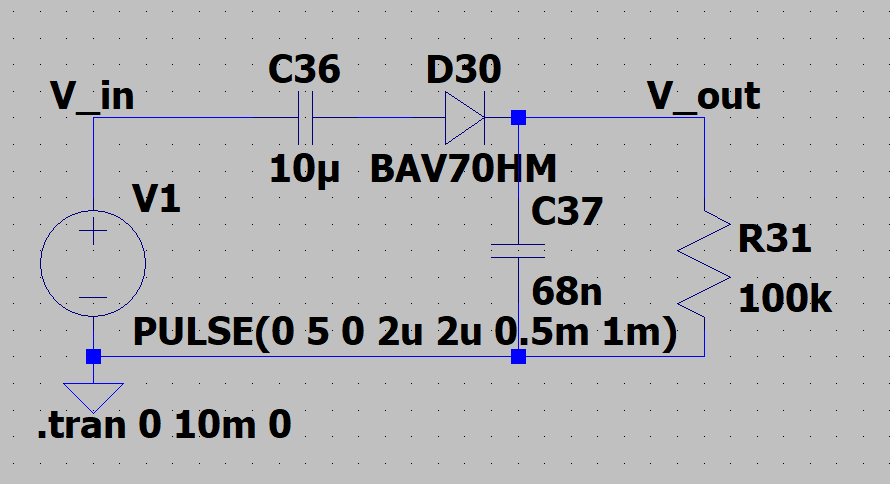 C36
D30
V_in
V_out
10µ
BAV70HM
V1
C37
R31
68n
100k
PULSE(0 5 0 2u 2u 0.5m 1m)
.tran 0 10m 0